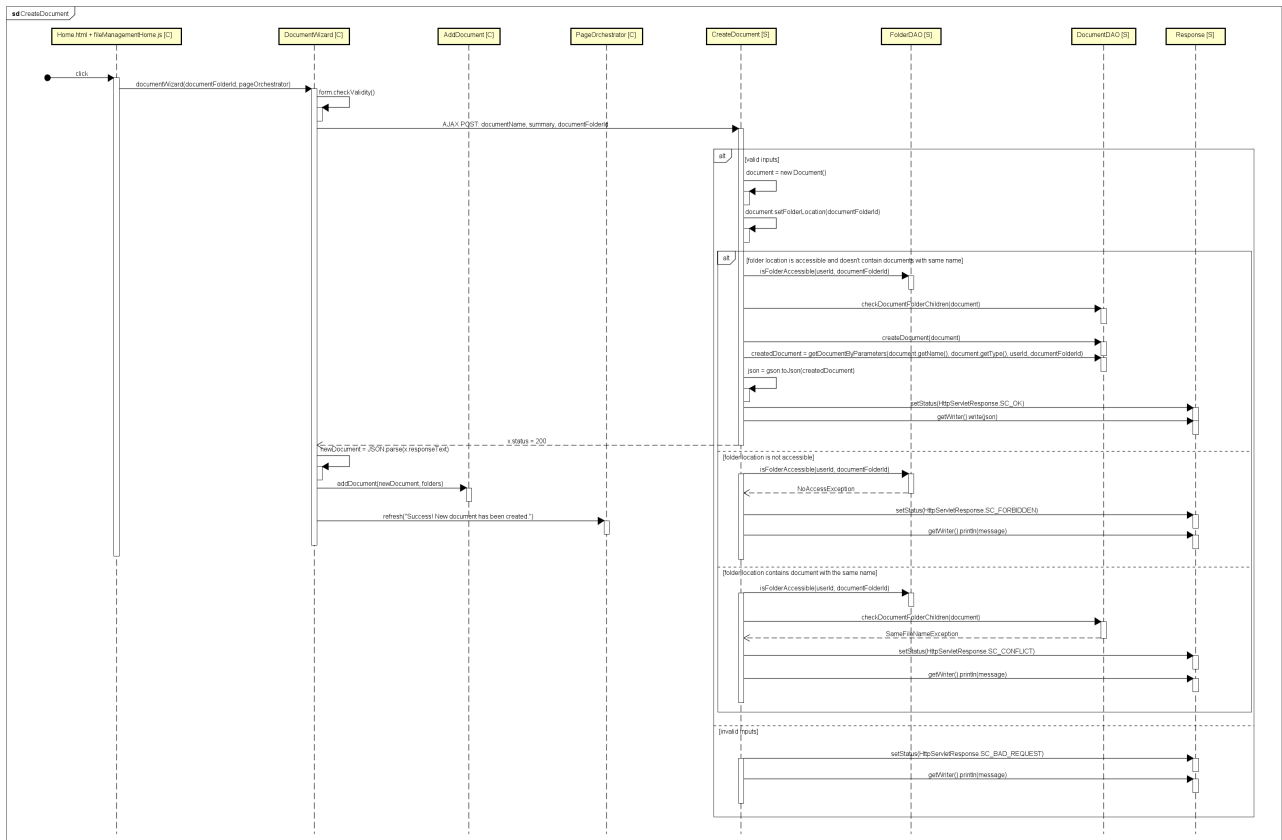 sd CreateDocument
Home.html + fileManagementHome.js [C]
DocumentWizard [C]
AddDocument [C]
PageOrchestrator [C]
CreateDocument [S]
FolderDAO [S]
DocumentDAO [S]
Response [S]
click
documentWizard(documentFolderId, pageOrchestrator)
form.checkValidity()
AJAX POST: documentName, summary, documentFolderId
alt
[valid inputs]
document = new Document()
document.setFolderLocation(documentFolderId)
alt
[folder location is accessible and doesn't contain documents with same name]
isFolderAccessible(userId, documentFolderId)
checkDocumentFolderChildren(document)
createDocument(document)
createdDocument = getDocumentByParameters(document.getName(), document.getType(), userId, documentFolderId)
json = gson.toJson(createdDocument)
setStatus(HttpServletResponse.SC_OK)
getWriter().write(json)
x.status = 200
newDocument = JSON.parse(x.responseText)
[folder location is not accessible]
isFolderAccessible(userId, documentFolderId)
addDocument(newDocument, folders)
NoAccessException
setStatus(HttpServletResponse.SC_FORBIDDEN)
refresh("Success! New document has been created.")
getWriter().println(message)
[folder location contains document with the same name]
isFolderAccessible(userId, documentFolderId)
checkDocumentFolderChildren(document)
SameFileNameException
setStatus(HttpServletResponse.SC_CONFLICT)
getWriter().println(message)
[invalid inputs]
setStatus(HttpServletResponse.SC_BAD_REQUEST)
getWriter().println(message)